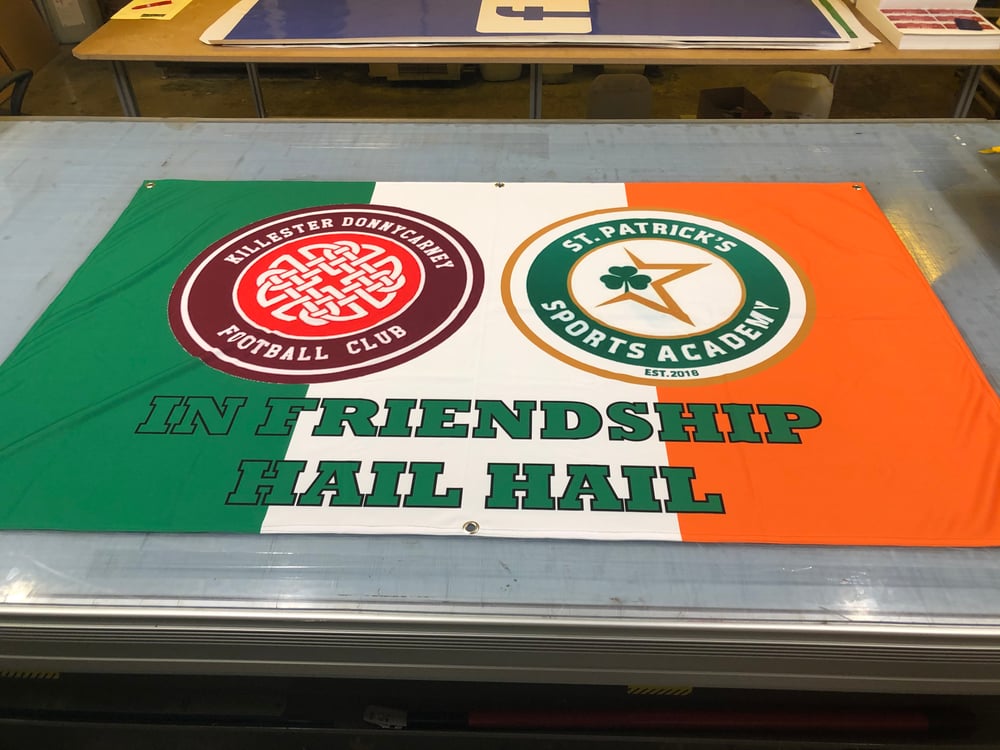 f
KILLESTER DONNYCARNEY
FOOTBALL CLUB
ST. PATRICK'S
SPORTS ACADEMY
EST. 2018
IN FRIENDSHIP
HAIL HAIL